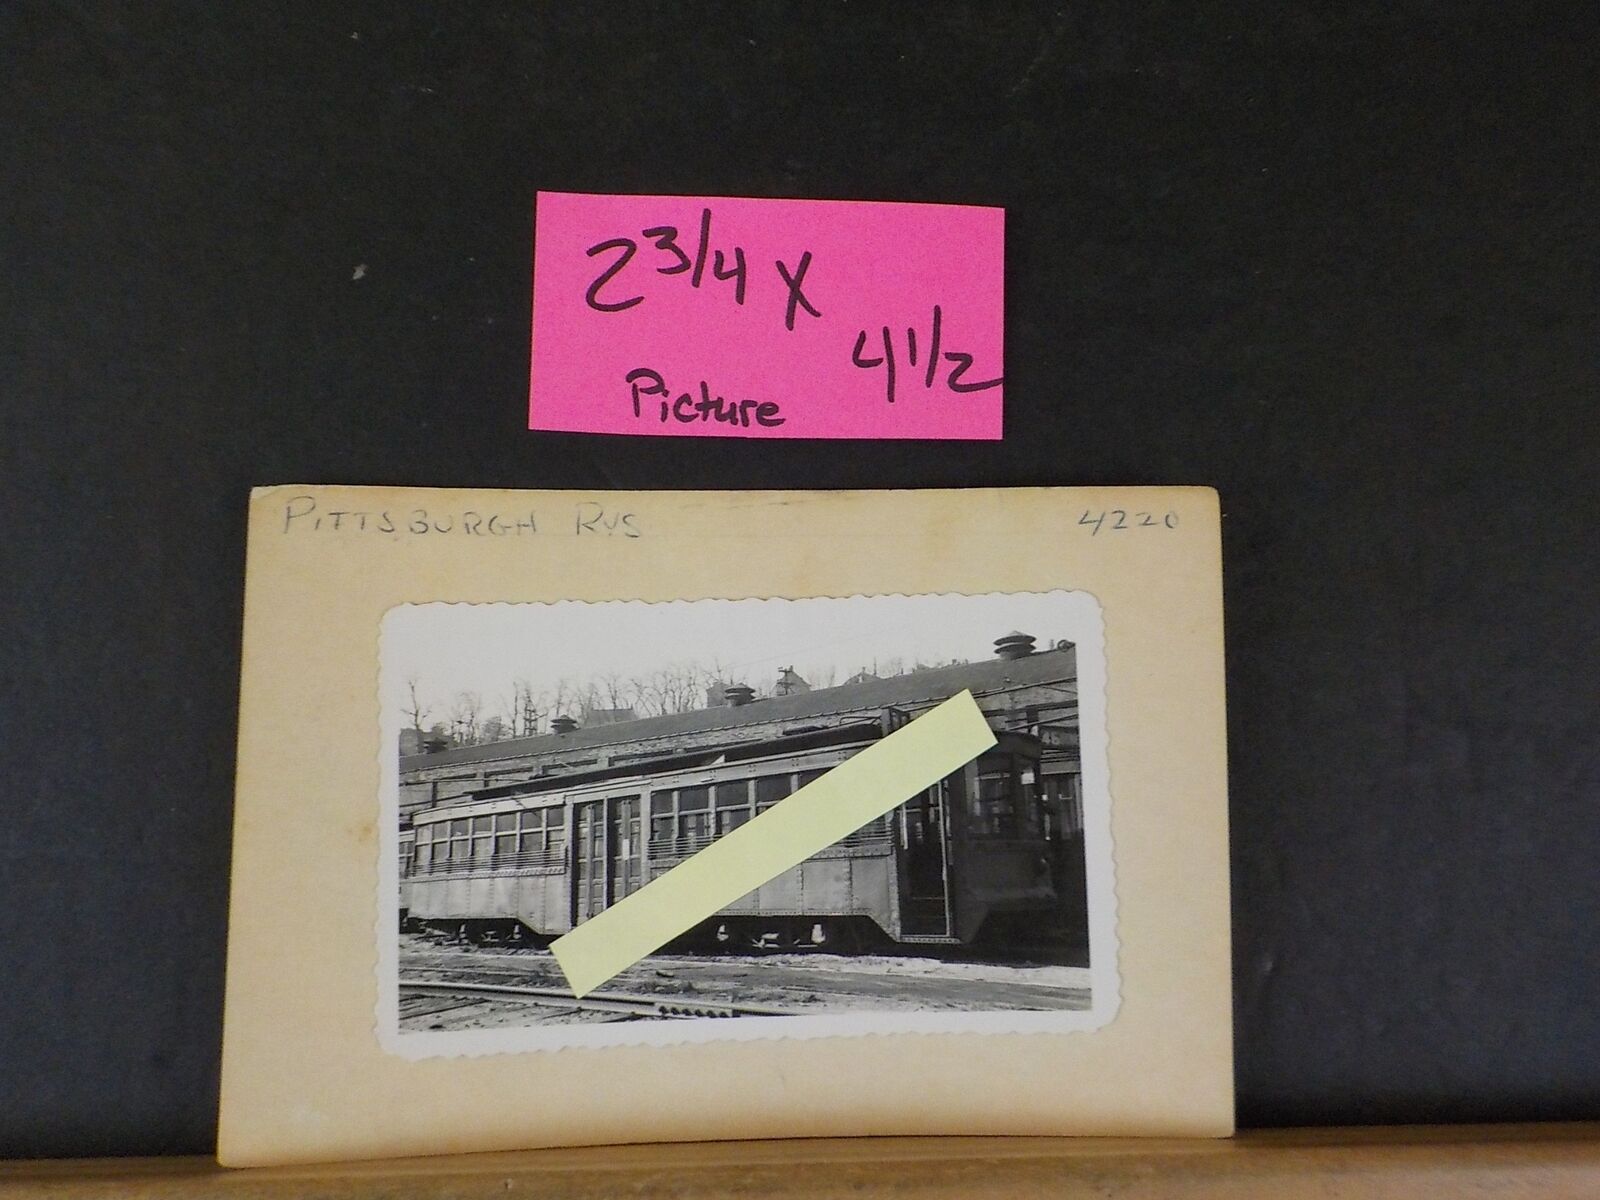 2 3/4 X
4 1/2
Picture
PITTSBURGH RYS
4220